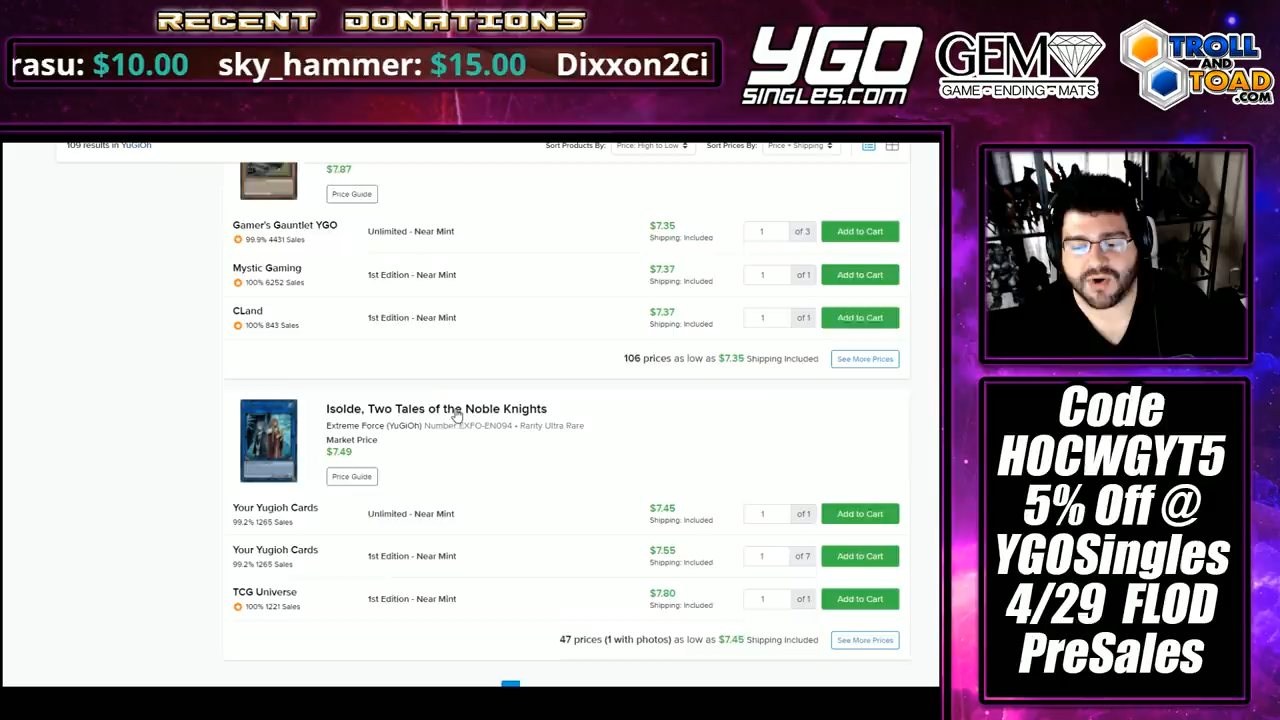 RECENT DONATIONS
rasu: $10.00 sky_hammer: $15.00 Dixxon2Ci
YGO
SINGLES.COM
GEM
GAME-ENDING-MATS
TROLL
AND
TOAD
.COM
109 results in YuGiOh
Sort Products By: Price: High to Low
Sort Prices By: Price + Shipping
$7.87
Price Guide
Gamer's Gauntlet YGO
99.9% 4431 Sales
Unlimited - Near Mint
$7.35
Shipping: Included
1 of 3
Add to Cart
Mystic Gaming
100% 6252 Sales
1st Edition - Near Mint
$7.37
Shipping: Included
1 of 1
Add to Cart
CLand
100% 843 Sales
1st Edition - Near Mint
$7.37
Shipping: Included
1 of 1
Add to Cart
106 prices as low as $7.35 Shipping Included
See More Prices
Isolde, Two Tales of the Noble Knights
Extreme Force (YuGiOh) Number EXFO-EN094 • Rarity Ultra Rare
Market Price
$7.49
Price Guide
Your Yugioh Cards
99.2% 1265 Sales
Unlimited - Near Mint
$7.45
Shipping: Included
1 of 1
Add to Cart
Your Yugioh Cards
99.2% 1265 Sales
1st Edition - Near Mint
$7.55
Shipping: Included
1 of 7
Add to Cart
TCG Universe
100% 1221 Sales
1st Edition - Near Mint
$7.80
Shipping: Included
1 of 1
Add to Cart
47 prices (1 with photos) as low as $7.45 Shipping Included
See More Prices
Code
HOCWGYT5
5% Off @
YGOSingles
4/29 FLOD
PreSales